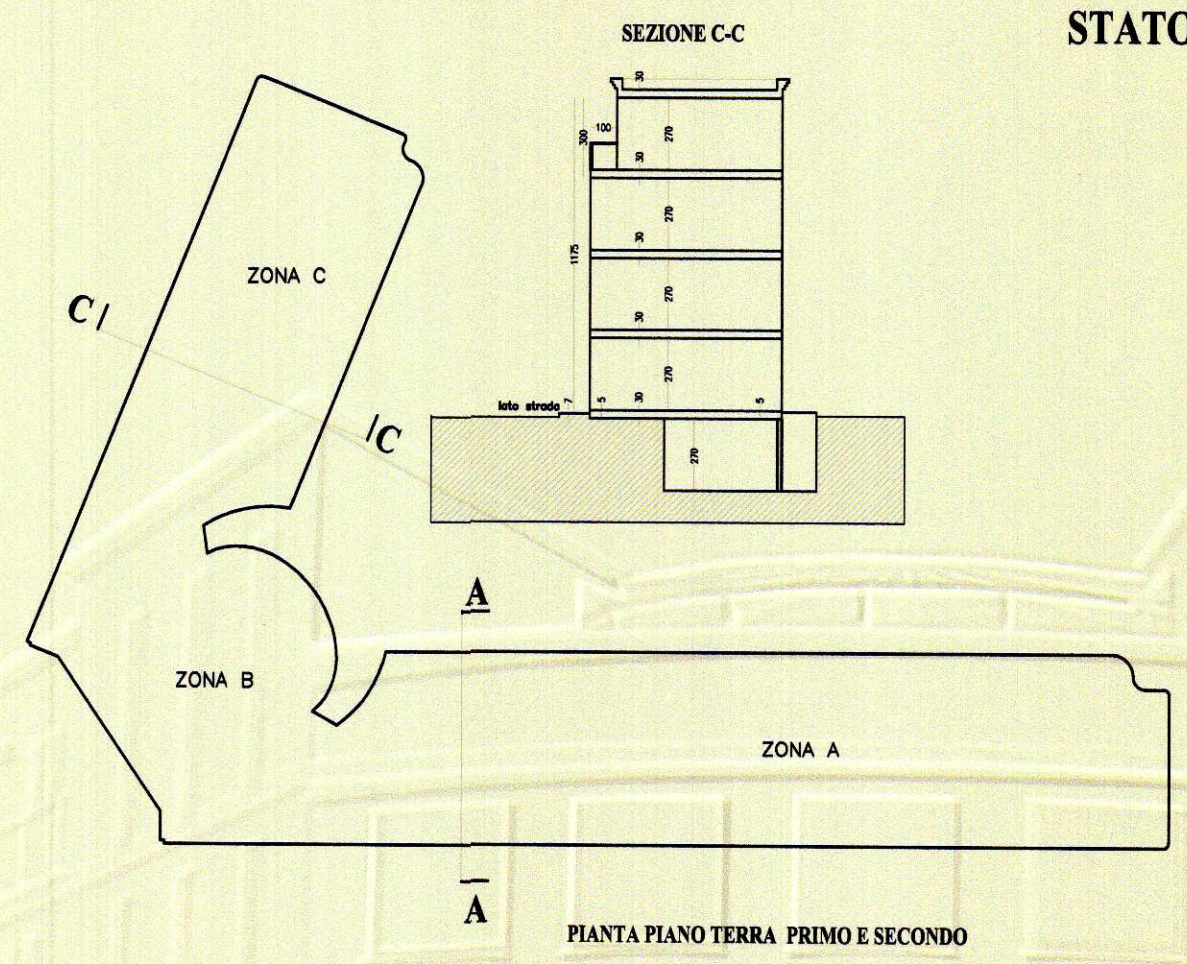 STATO
SEZIONE C-C
30
100
300
270
30
270
1175
30
270
30
270
lato strada
7
5
30
5
270
ZONA C
C
C
A
ZONA B
ZONA A
A
PIANTA PIANO TERRA PRIMO E SECONDO